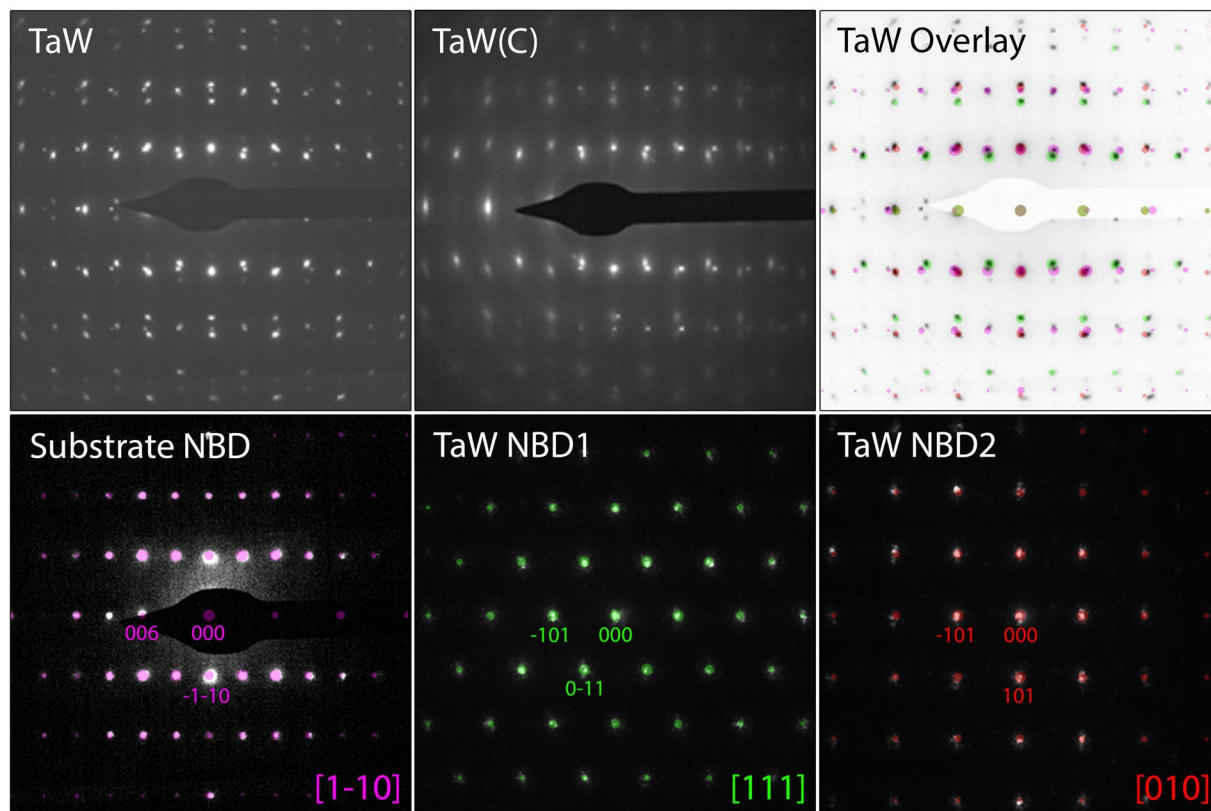 TaW
TaW(C)
TaW Overlay
Substrate NBD
006 000
-1-10
[1-10]
TaW NBD1
-101 000
0-11
[111]
TaW NBD2
-101 000
101
[010]